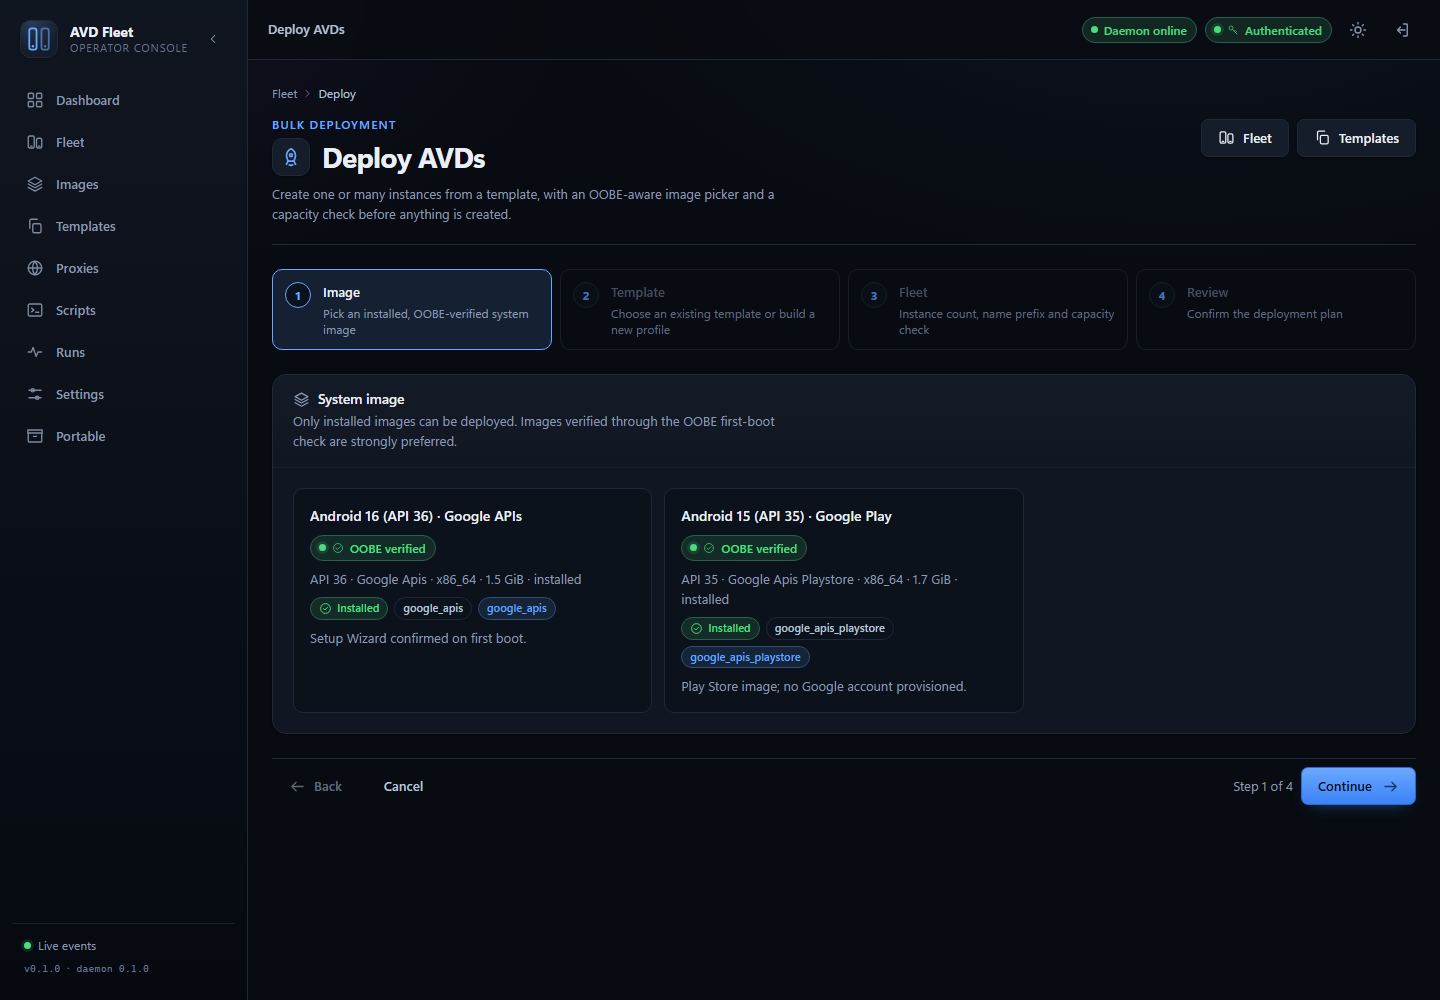 AVD Fleet
OPERATOR CONSOLE
Dashboard
Fleet
Images
Templates
Proxies
Scripts
Runs
Settings
Portable
Live events
v0.1.0 · daemon 0.1.0
Deploy AVDs
Daemon online
Authenticated
Fleet > Deploy
BULK DEPLOYMENT
Deploy AVDs
Create one or many instances from a template, with an OOBE-aware image picker and a
capacity check before anything is created.
Fleet
Templates
1
Image
Pick an installed, OOBE-verified system
image
2
Template
Choose an existing template or build a
new profile
3
Fleet
Instance count, name prefix and capacity
check
4
Review
Confirm the deployment plan
System image
Only installed images can be deployed. Images verified through the OOBE first-boot
check are strongly preferred.
Android 16 (API 36) · Google APIs
OOBE verified
API 36 · Google Apis · x86_64 · 1.5 GiB · installed
Installed google_apis google_apis
Setup Wizard confirmed on first boot.
Android 15 (API 35) · Google Play
OOBE verified
API 35 · Google Apis Playstore · x86_64 · 1.7 GiB ·
installed
Installed google_apis_playstore
google_apis_playstore
Play Store image; no Google account provisioned.
Back
Cancel
Step 1 of 4
Continue